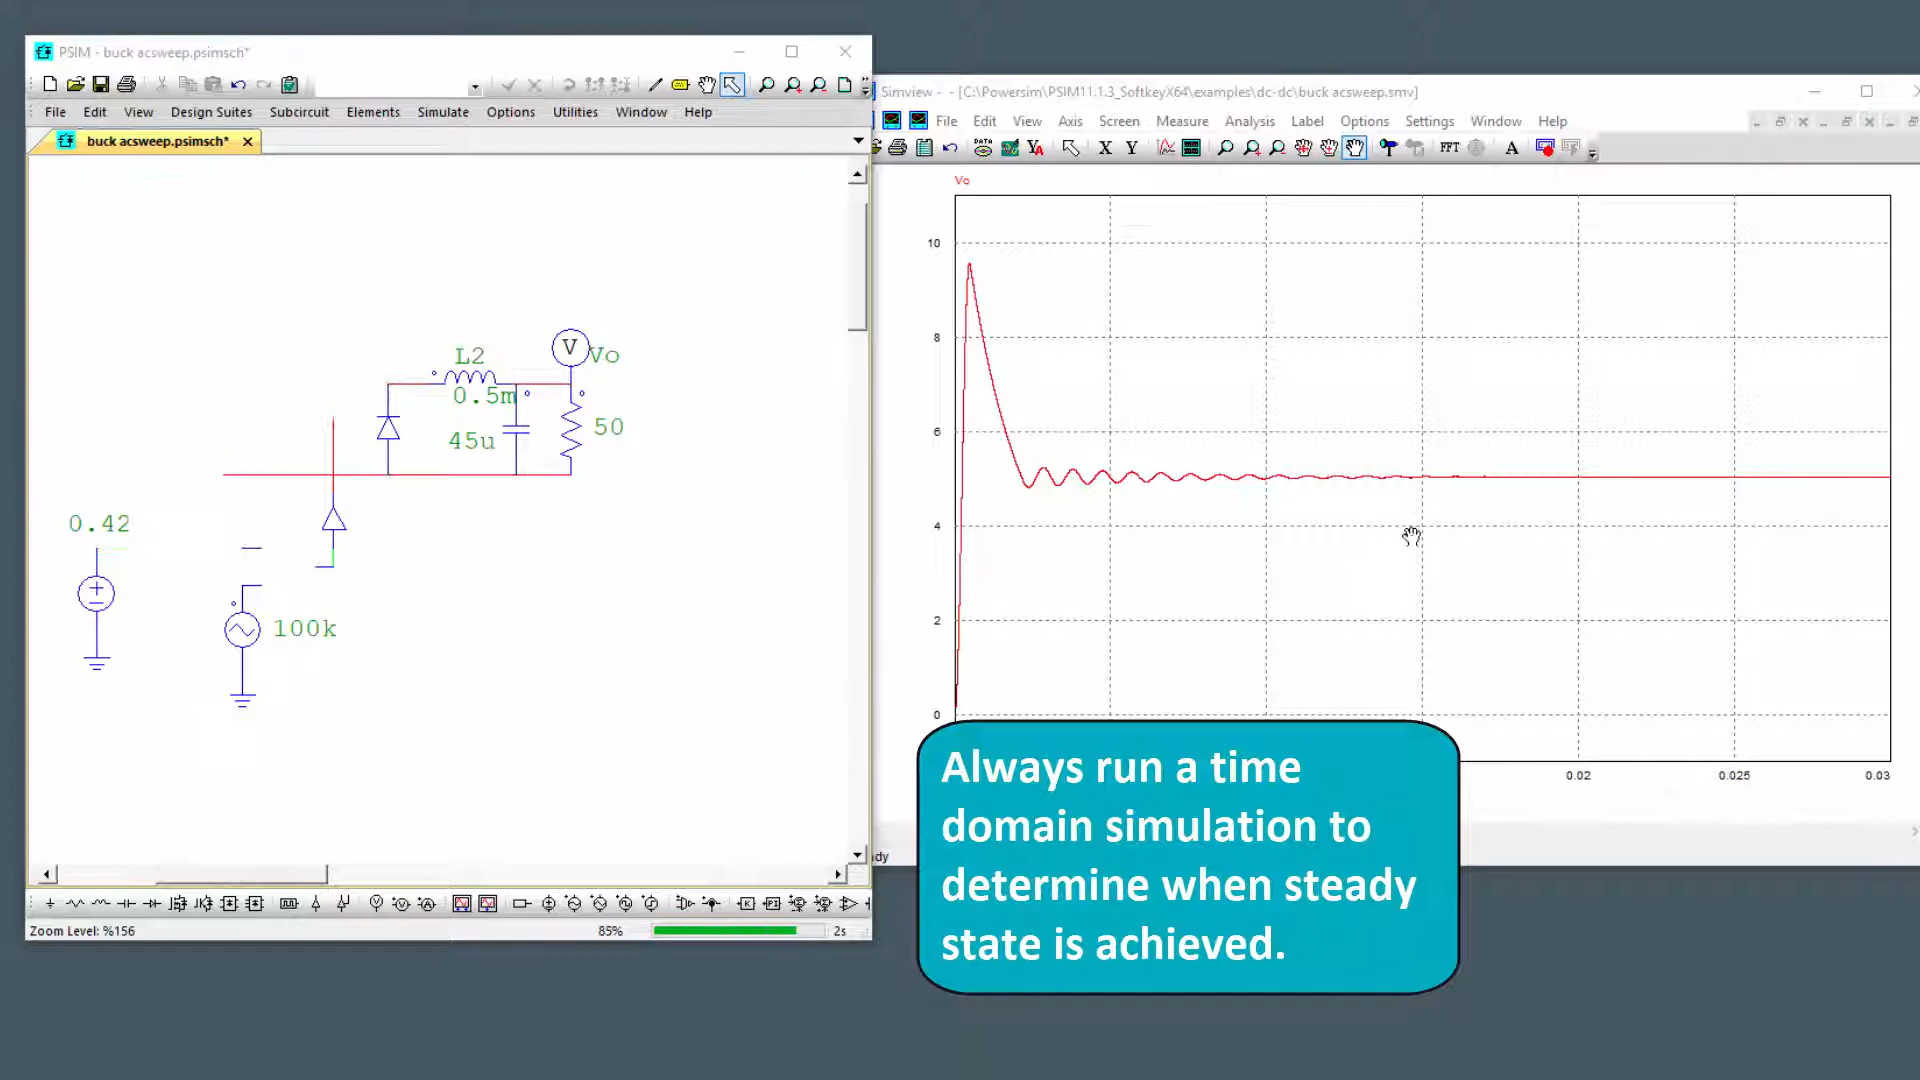 PSIM - buck acsweep.psimsch*
File Edit View Design Suites Subcircuit Elements Simulate Options Utilities Window Help
buck acsweep.psimsch*
L2
0.5m
V
Vo
45u
50
0.42
100k
Zoom Level: %156
85%
2s
Simview - - [C:\Powersim\PSIM11.1.3_SoftkeyX64\examples\dc-dc\buck acsweep.smv]
File Edit View Axis Screen Measure Analysis Label Options Settings Window Help
X Y FFT A
Vo
10
8
6
4
2
0
0.02 0.025 0.03
dy
Always run a time
domain simulation to
determine when steady
state is achieved.